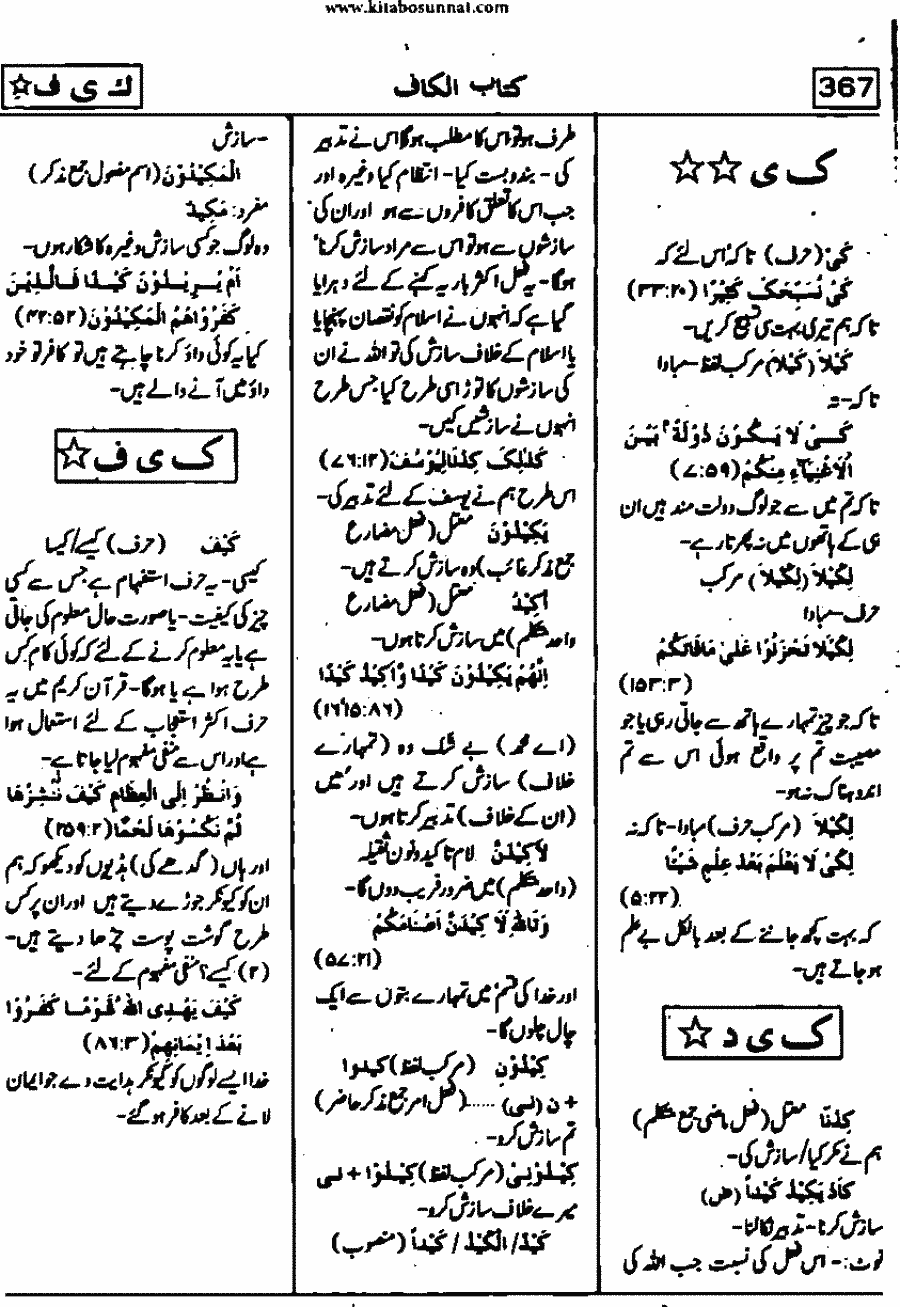 www.kitabosunnat.com
367
کتاب الکاف
ک ی ف ☆
ک ی ☆☆
کَیْ: (حرف) تاکہ اُس لئے کہ
کَیْ نُسَبِّحَکَ کَثِیْرًا (۳۳:۲۰)
تاکہ ہم تیری بہت سی تسبیح کریں۔
کَیْلَا (کَیْلَا) مرکب لفظ۔ مبادا
تاکہ۔ نہ
کَیْ لَا یَکُوْنَ دُوْلَةً بَیْنَ
الْاَغْنِیَآءِ مِنْکُمْ (۷:۵۹)
تاکہ تم میں سے جو لوگ دولت مند ہیں ان
ہی کے ہاتھوں میں نہ پھرتا رہے۔
لِکَیْلَا (لِکَیْلَا) مرکب
حرف۔ مبادا
لِکَیْلَا تَحْزَنُوْا عَلٰی مَافَاتَکُمْ
(۱۵۳:۳)
تاکہ جو چیز تمہارے ہاتھ سے جاتی رہی یا جو
مصیبت تم پر واقع ہوئی اس سے تم
اندوہناک نہ ہو۔
لِکَیْلَا (مرکب حرف) مبادا۔ تاکہ نہ
لِکَیْ لَا یَعْلَمَ بَعْدَ عِلْمٍ شَیْئًا
(۵:۲۲)
کہ بہت کچھ جاننے کے بعد بالکل بے علم
ہو جاتے ہیں۔
ک ی د ☆
کِدْنَا معتل (فعل ماضی جمع متکلم)
ہم نے مکر کیا/ سازش کی۔
کَادَ یَکِیْدُ کَیْدًا (ض)
سازش کرنا۔ تدبیر نکالنا۔
نوٹ:۔ اس فعل کی نسبت جب اللہ کی
طرف ہو تو اس کا مطلب ہوگا اس نے تدبیر
کی۔ بندوبست کیا۔ انتظام کیا وغیرہ اور
جب اس کا تعلق کافروں سے ہو اور ان کی
سازشوں سے ہو تو اس سے مراد سازش کرنا
ہوگا۔ یہ فعل اکثر بار یہ کہنے کے لئے دہرایا
گیا ہے کہ انہوں نے اسلام کو نقصان پہنچایا
یا اسلام کے خلاف سازش کی تو اللہ نے ان
کی سازشوں کا توڑ اسی طرح کیا جس طرح
انہوں نے سازشیں کیں۔
کَذٰلِکَ کِدْنَا لِیُوْسُفَ (۷۶:۱۲)
اس طرح ہم نے یوسف کے لئے تدبیر کی۔
یَکِیْدُوْنَ معتل (فعل مضارع
جمع مذکر غائب) وہ سازش کرتے ہیں۔
اَکِیْدُ معتل (فعل مضارع
واحد متکلم) میں سازش کرتا ہوں۔
اِنَّهُمْ یَکِیْدُوْنَ کَیْدًا وَّاَکِیْدُ کَیْدًا
(۱۶٬۱۵:۸۶)
(اے محمدؐ) بے شک وہ (تمہارے
خلاف) سازش کرتے ہیں اور میں
(ان کے خلاف) تدبیر کرتا ہوں۔
لَاَکِیْدَنَّ لام تاکید و نون ثقیلہ
(واحد متکلم) میں ضرور فریب دوں گا۔
وَتَاللّٰهِ لَاَ کِیْدَنَّ اَصْنَامَکُمْ
(۵۷:۲۱)
اور خدا کی قسم میں تمہارے بتوں سے ایک
چال چلوں گا۔
کِیْدُوْنِ (مرکب لفظ) کیدوا
+ ن (نی) ..... (فعل امر جمع مذکر حاضر)
تم سازش کرو۔
کِیْدُوْنِیْ (مرکب لفظ) کِیْدُوْا + نی
میرے خلاف سازش کرو۔
کَیْدٌ/ الْکَیْدُ / کَیْدًا (منصوب)
۔سازش
الْمَکِیْدُوْنَ (اسم مفعول جمع مذکر)
مفرد: مَکِیْدٌ
وہ لوگ جو کسی سازش وغیرہ کا شکار ہوں۔
اَمْ یُرِیْدُوْنَ کَیْدًا فَالَّذِیْنَ
کَفَرُوْا هُمُ الْمَکِیْدُوْنَ (۴۲:۵۲)
کیا یہ کوئی داؤ کرنا چاہتے ہیں تو کافر تو خود
داؤ میں آنے والے ہیں۔
ک ی ف ☆
کَیْفَ (حرف) کیسے/ کیا
کیسی۔ یہ حرف استفہام ہے جس سے کسی
چیز کی کیفیت۔ یا صورت حال معلوم کی جاتی
ہے یا یہ معلوم کرنے کے لئے کہ کوئی کام کس
طرح ہوا ہے یا ہوگا۔ قرآن کریم میں یہ
حرف اکثر استعجاب کے لئے استعمال ہوا
ہے اور اس سے منفی مفہوم لیا جاتا ہے۔
وَانْظُرْ اِلَی الْعِظَامِ کَیْفَ نُنْشِزُهَا
ثُمَّ نَکْسُوْهَا لَحْمًا (۲۵۹:۲)
اور ہاں (گدھے کی) ہڈیوں کو دیکھو کہ ہم
ان کو کیونکر جوڑے دیتے ہیں اور ان پر کس
طرح گوشت پوست چڑھا دیتے ہیں۔
(۲) کیسے؟ منفی مفہوم کے لئے۔
کَیْفَ یَهْدِی اللّٰهُ قَوْمًا کَفَرُوْا
بَعْدَ اِیْمَانِهِمْ (۸۶:۳)
خدا ایسے لوگوں کو کیونکر ہدایت دے جو ایمان
لانے کے بعد کافر ہو گئے۔